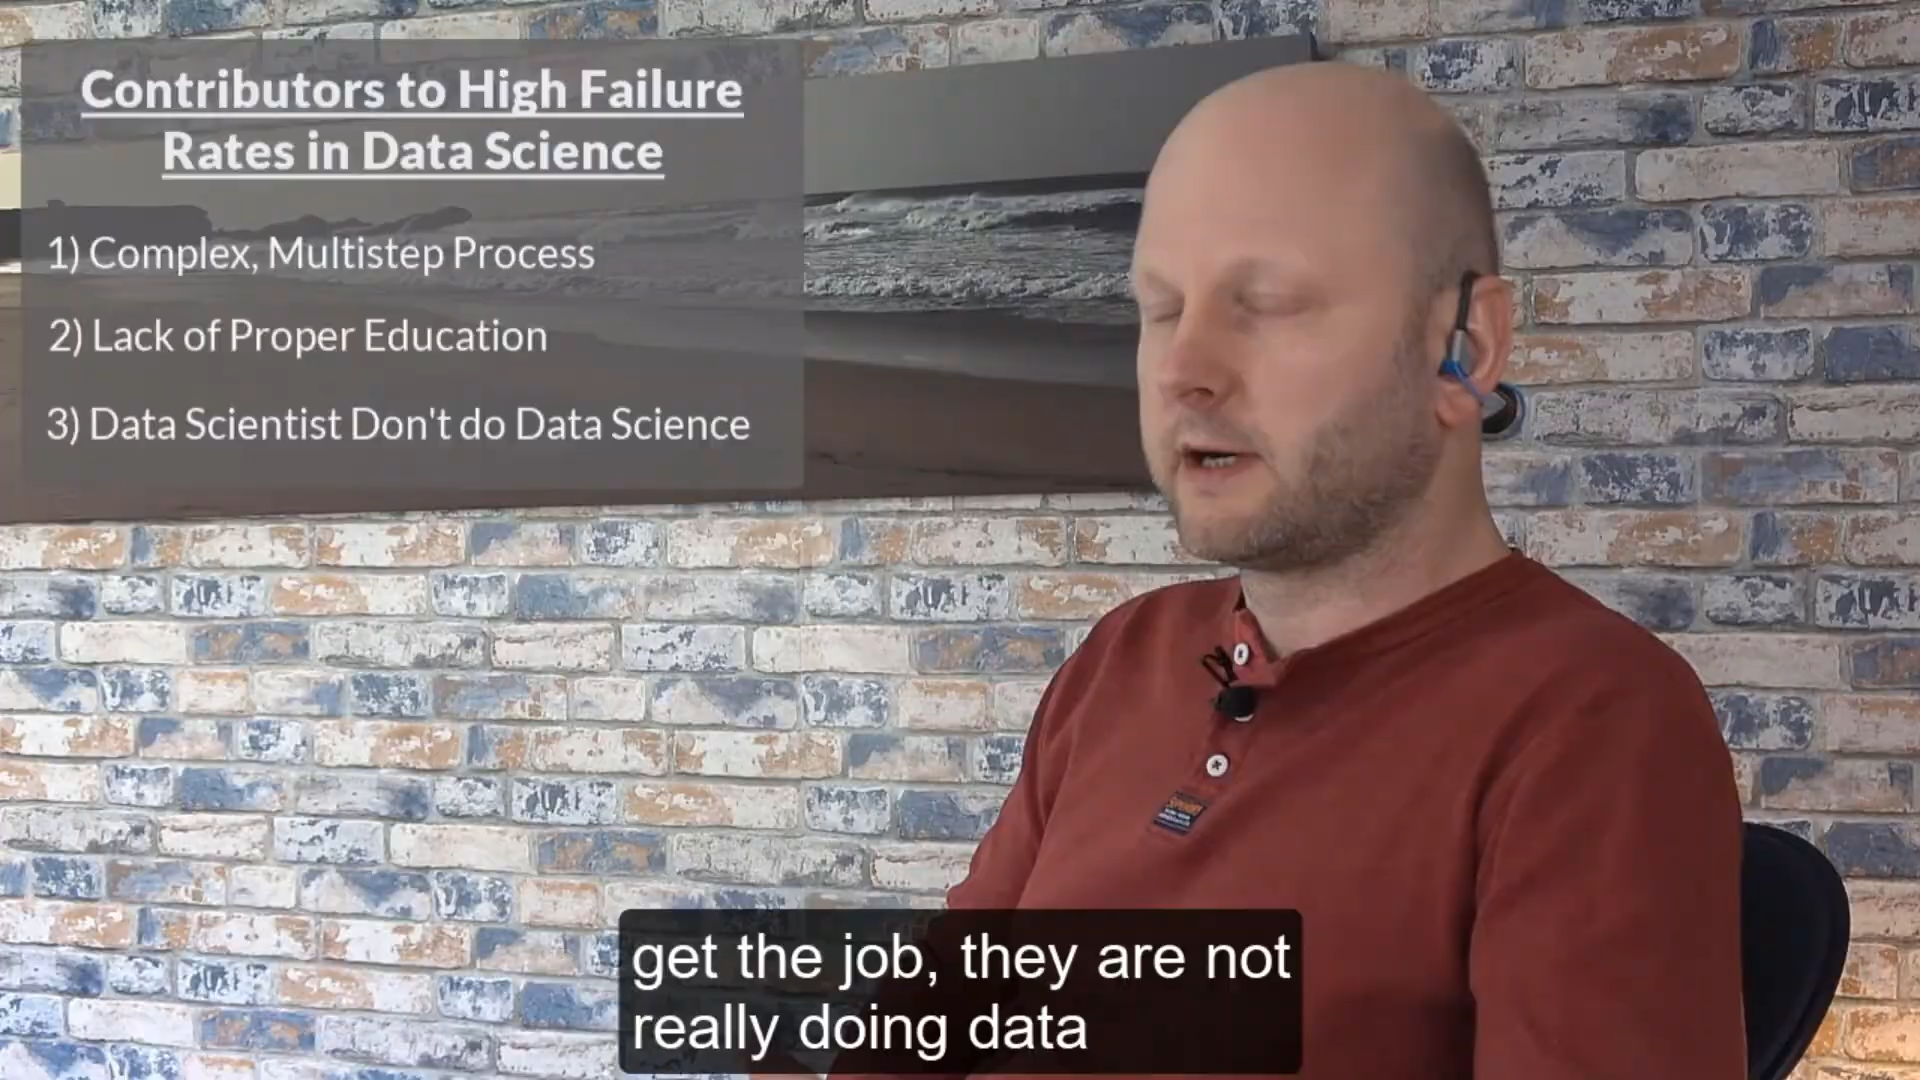 Contributors to High Failure
Rates in Data Science
1) Complex, Multistep Process
2) Lack of Proper Education
3) Data Scientist Don't do Data Science
get the job, they are not
really doing data